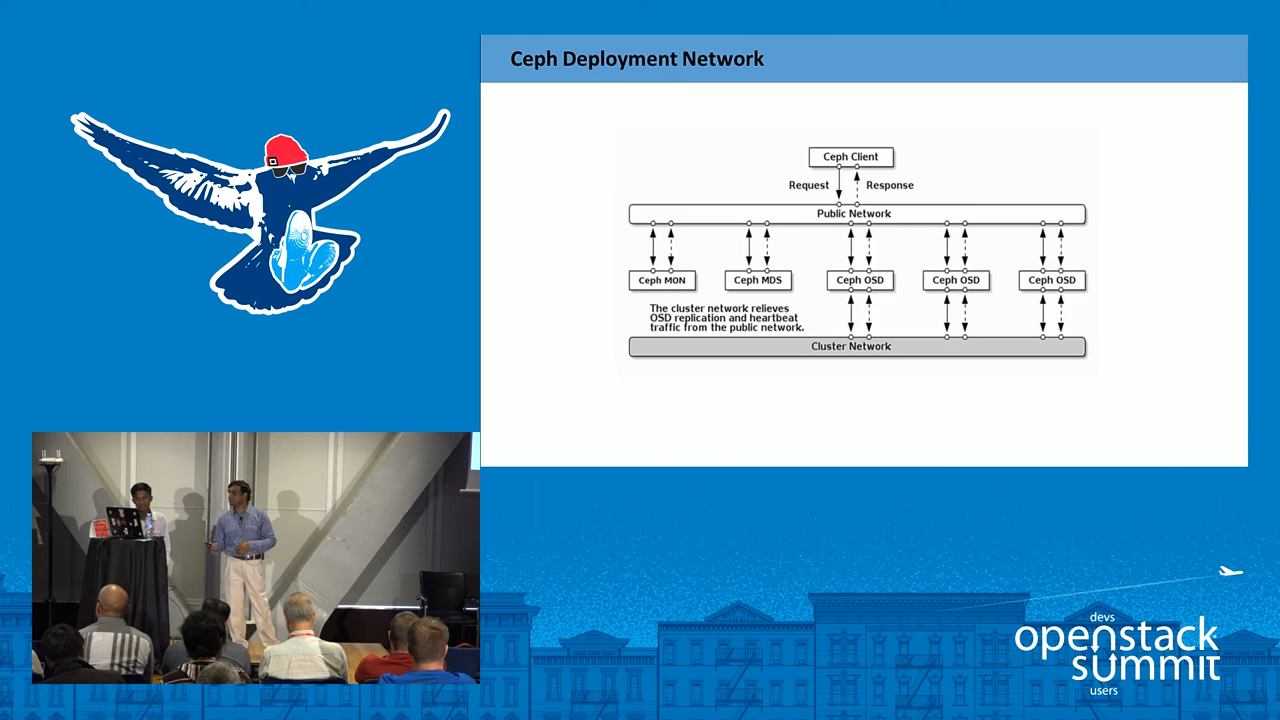 Ceph Deployment Network
Ceph Client
Request
Response
Public Network
Ceph MON
Ceph MDS
Ceph OSD
Ceph OSD
Ceph OSD
The cluster network relieves
OSD replication and heartbeat
traffic from the public network.
Cluster Network
devs
openstack
summit
users